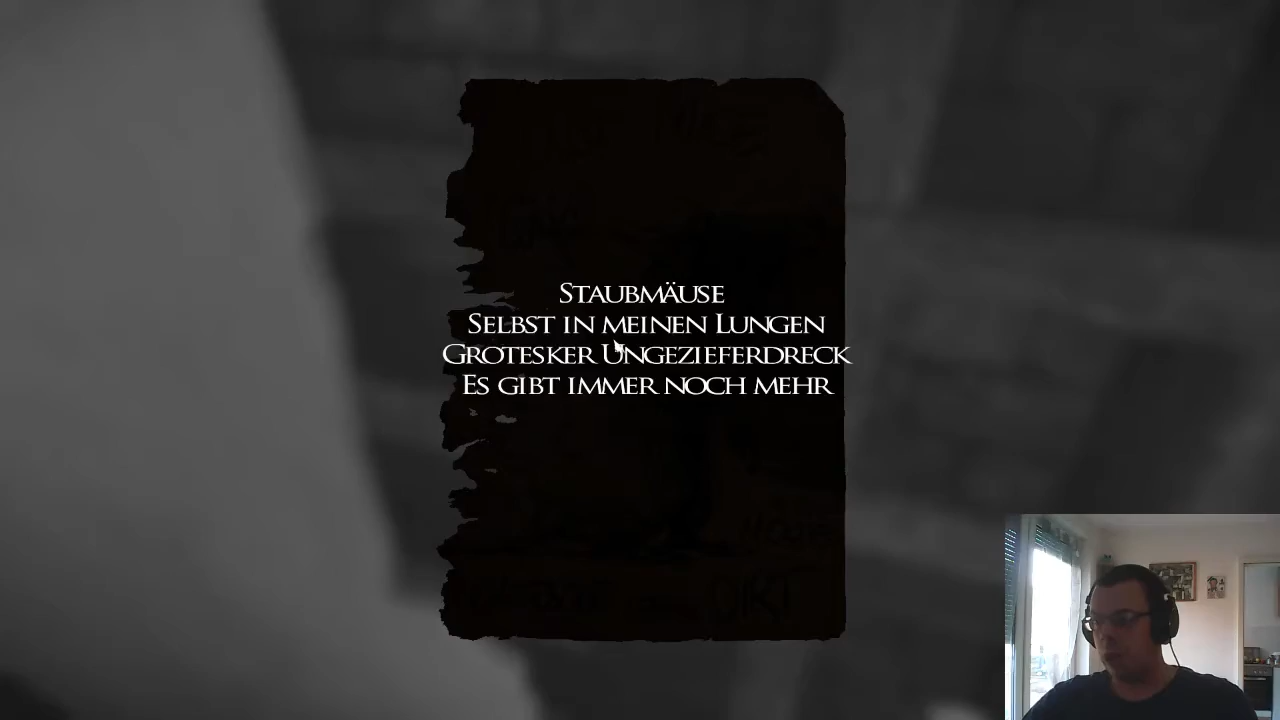 Staubmäuse
Selbst in meinen Lungen
Grotesker Ungezieferdreck
Es gibt immer noch mehr